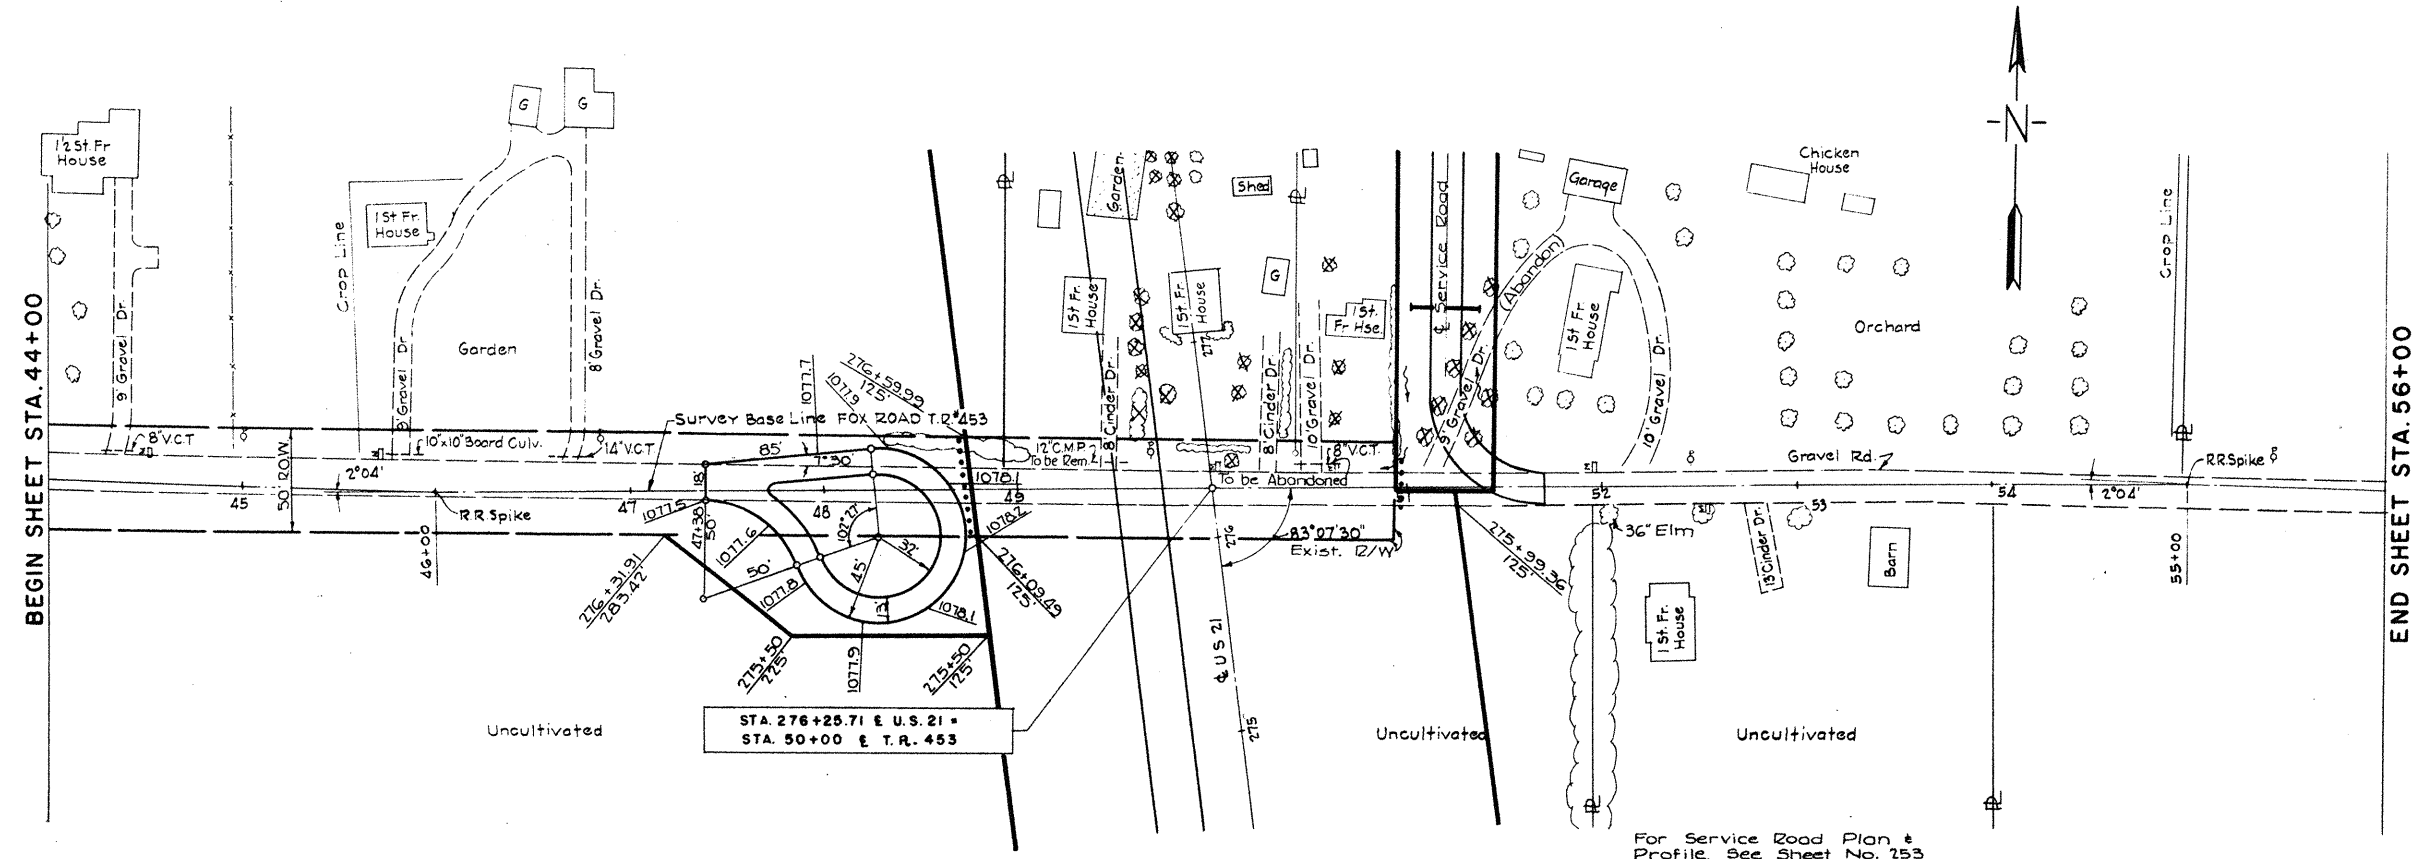 BEGIN SHEET STA. 44+00
END SHEET STA. 56+00
1½ St. Fr
House
G
G
1 St Fr.
House
Crop Line
9' Gravel Dr.
9' Gravel Dr
8' Gravel Dr.
Garden
8" V.C.T
10"x10" Board Culv.
14" V.C.T.
50' R.O.W.
2°04'
45
R.R. Spike
46+00
47
48
49
Survey Base Line FOX ROAD T.R.#453
85'
7°30'
18'
47+38
50'
50'
102°27'
32'
45'
13'
1077.5
1077.6
1077.8
1077.9
1078.1
1078.2
1078.1
1077.7
1077.9
276+59.99
125'
276+31.91
283.42
275+50
225'
275+50
125'
276+09.49
125'
275+99.36
125'
12" C.M.P.
To be Rem.
To be Abandoned
8" V.C.T.
83°07'30"
Exist. R/W
Garden
Shed
G
1 St. Fr.
House
1 St. Fr.
House
1 St.
Fr Hse.
8' Cinder Dr.
8' Cinder Dr.
10' Gravel Dr.
277
276
275
℄ US 21
STA. 276+25.71 ℄ U.S. 21 =
STA. 50+00 ℄ T.R. 453
℄ Service Road
9' Gravel Dr.
(Abandon)
Garage
1 St Fr.
House
10' Gravel Dr.
Chicken
House
Orchard
Crop Line
N
Gravel Rd.
R.R. Spike
52
53
54
2°04'
55+00
36" Elm
13' Cinder Dr.
Barn
1 St. Fr.
House
Uncultivated
Uncultivated
Uncultivated
For Service Road Plan &
Profile, See Sheet No. 253